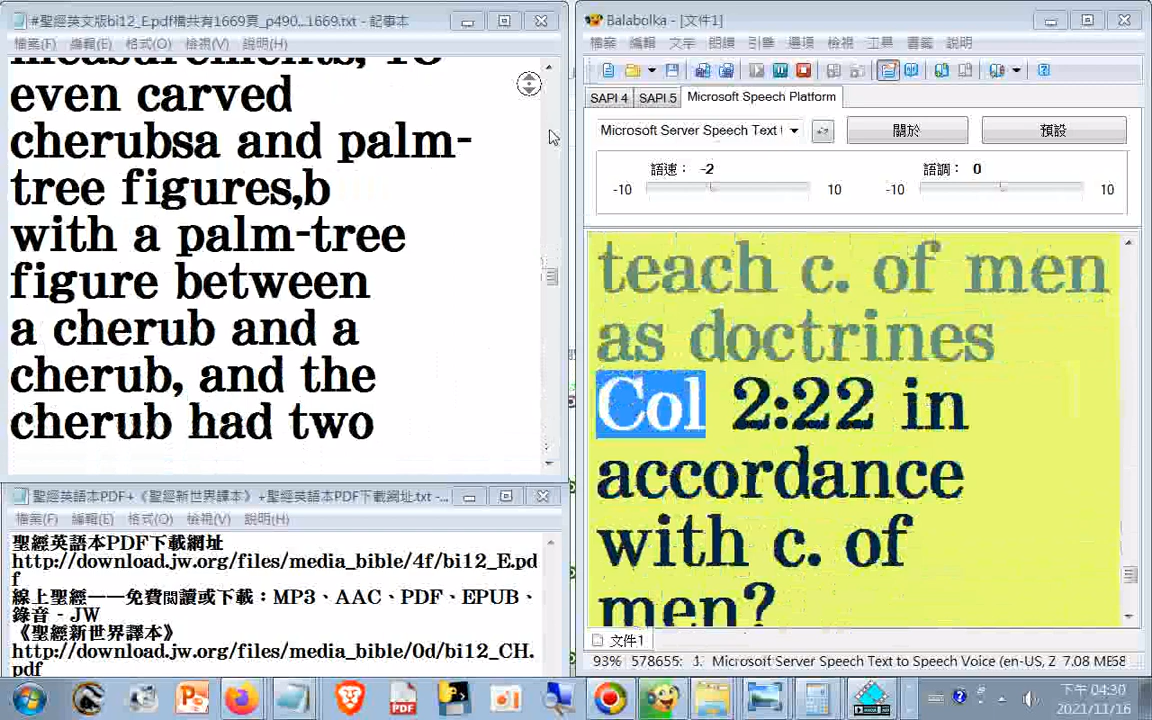 #聖經英文版bi12_E.pdf檔共有1669頁_p490...1669.txt - 記事本
檔案(F) 編輯(E) 格式(O) 檢視(V) 說明(H)
measurements, 18
even carved
cherubsa and palm-
tree figures,b
with a palm-tree
figure between
a cherub and a
cherub, and the
cherub had two
聖經英語本PDF+《聖經新世界譯本》+聖經英語本PDF下載網址.txt -...
檔案(F) 編輯(E) 格式(O) 檢視(V) 說明(H)
聖經英語本PDF下載網址
http://download.jw.org/files/media_bible/4f/bi12_E.pd
f
線上聖經——免費閱讀或下載：MP3、AAC、PDF、EPUB、
錄音 - JW
《聖經新世界譯本》
http://download.jw.org/files/media_bible/0d/bi12_CH.
pdf
Balabolka - [文件1]
檔案 編輯 文字 朗讀 引擎 選項 檢視 工具 書籤 說明
SAPI 4 SAPI 5 Microsoft Speech Platform
Microsoft Server Speech Text 關於 預設
語速： -2 語調： 0
-10 10 -10 10
teach c. of men
as doctrines
Col 2:22 in
accordance
with c. of
men?
文件1
93% 578655: Microsoft Server Speech Text to Speech Voice (en-US, Z 7.08 ME
下午 04:30
2021/11/16